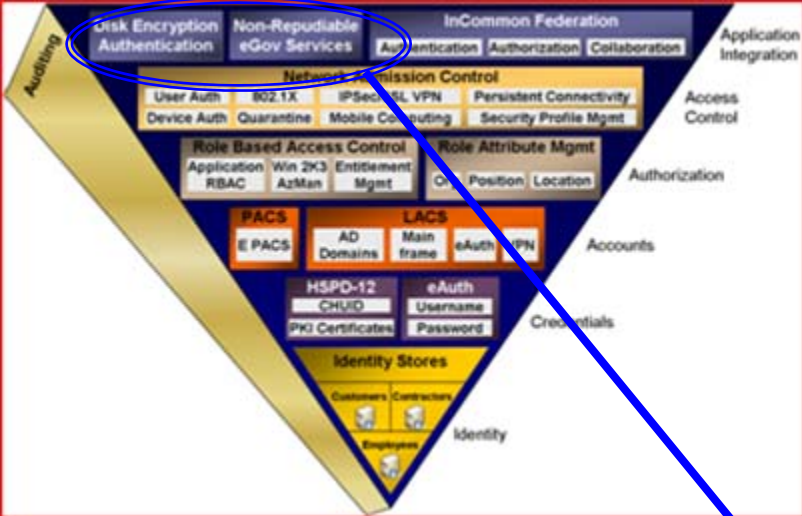 Auditing
Disk Encryption
Authentication
Non-Repudiable
eGov Services
InCommon Federation
Authentication
Authorization
Collaboration
Application
Integration
Network Admission Control
User Auth
802.1X
IPSec/SSL VPN
Persistent Connectivity
Device Auth
Quarantine
Mobile Computing
Security Profile Mgmt
Access
Control
Role Based Access Control
Application
RBAC
Win 2K3
AzMan
Entitlement
Mgmt
Role Attribute Mgmt
Org
Position
Location
Authorization
PACS
E PACS
LACS
AD
Domains
Main
frame
eAuth
VPN
Accounts
HSPD-12
CHUID
PKI Certificates
eAuth
Username
Password
Credentials
Identity Stores
Customers
Contractors
Employees
Identity